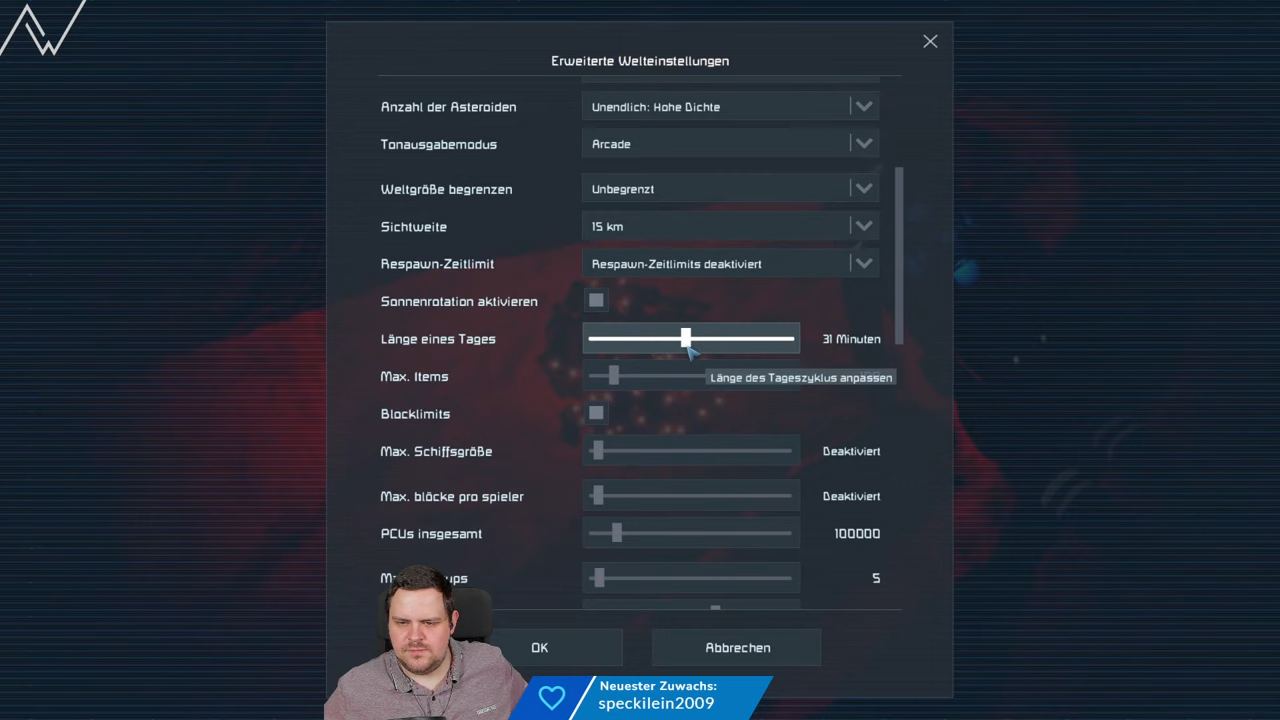 Erweiterte Welteinstellungen
Anzahl der Asteroiden Unendlich: Hohe Dichte
Tonausgabemodus Arcade
Weltgröße begrenzen Unbegrenzt
Sichtweite 15 km
Respawn-Zeitlimit Respawn-Zeitlimits deaktiviert
Sonnenrotation aktivieren
Länge eines Tages 31 Minuten
Max. Items
Länge des Tageszyklus anpassen
Blocklimits
Max. Schiffsgröße Deaktiviert
Max. blöcke pro spieler Deaktiviert
PCUs insgesamt 100000
5
OK Abbrechen
Neuester Zuwachs:
speckilein2009